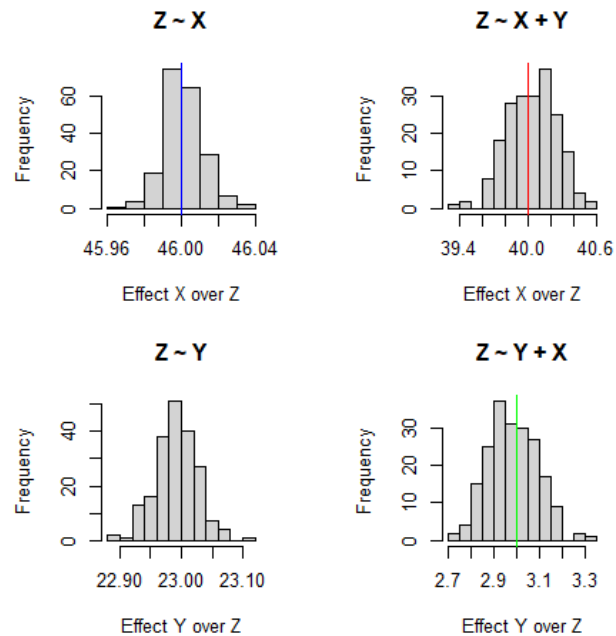 Z ~ X
Frequency
0 20 40 60
45.96 46.00 46.04
Effect X over Z
Z ~ X + Y
Frequency
0 10 20 30
39.4 40.0 40.6
Effect X over Z
Z ~ Y
Frequency
0 20 40
22.90 23.00 23.10
Effect Y over Z
Z ~ Y + X
Frequency
0 10 20 30
2.7 2.9 3.1 3.3
Effect Y over Z